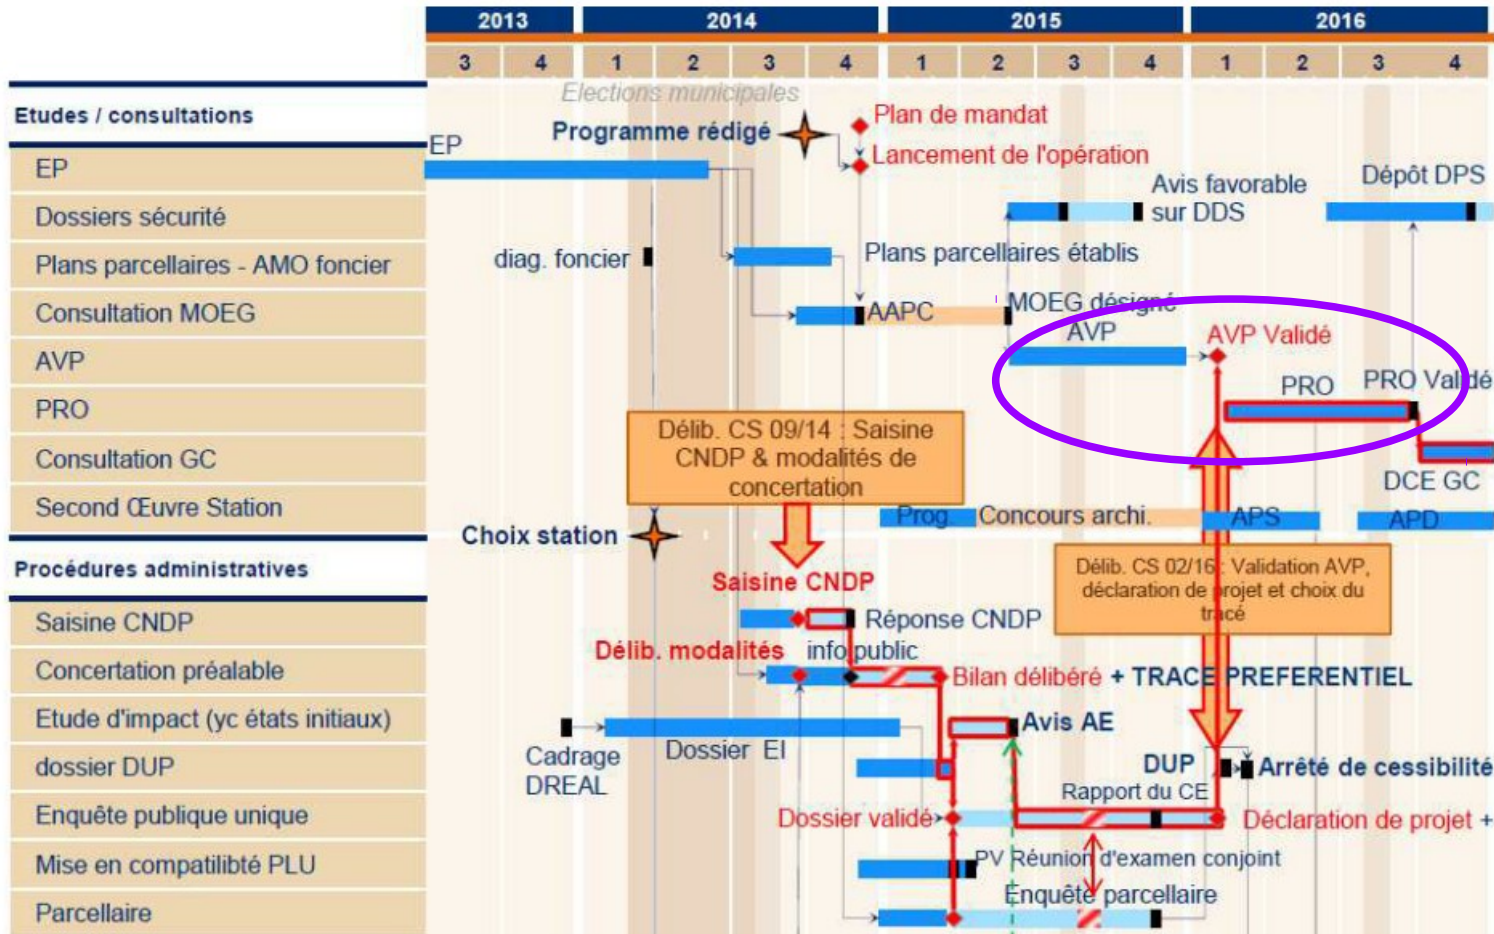 2013 2014 2015 2016
3 4 1 2 3 4 1 2 3 4 1 2 3 4
Elections municipales
Etudes / consultations
Programme rédigé
Plan de mandat
EP
EP
Lancement de l'opération
Dossiers sécurité
Avis favorable
sur DDS
Dépôt DPS
Plans parcellaires - AMO foncier
diag. foncier
Plans parcellaires établis
Consultation MOEG
AAPC
MOEG désigné
AVP
AVP
AVP Validé
PRO
PRO
PRO Validé
Délib. CS 09/14 : Saisine
CNDP & modalités de
concertation
Consultation GC
DCE GC
Second Œuvre Station
Prog.
Concours archi.
APS
APD
Choix station
Procédures administratives
Délib. CS 02/16 : Validation AVP,
déclaration de projet et choix du
tracé
Saisine CNDP
Saisine CNDP
Réponse CNDP
Délib. modalités
info public
Concertation préalable
Bilan délibéré + TRACE PREFERENTIEL
Etude d'impact (yc états initiaux)
Cadrage
DREAL
Dossier EI
Avis AE
dossier DUP
DUP
Arrêté de cessibilité
Rapport du CE
Enquête publique unique
Dossier validé
Déclaration de projet +
Mise en compatibilté PLU
PV Réunion d'examen conjoint
Enquête parcellaire
Parcellaire